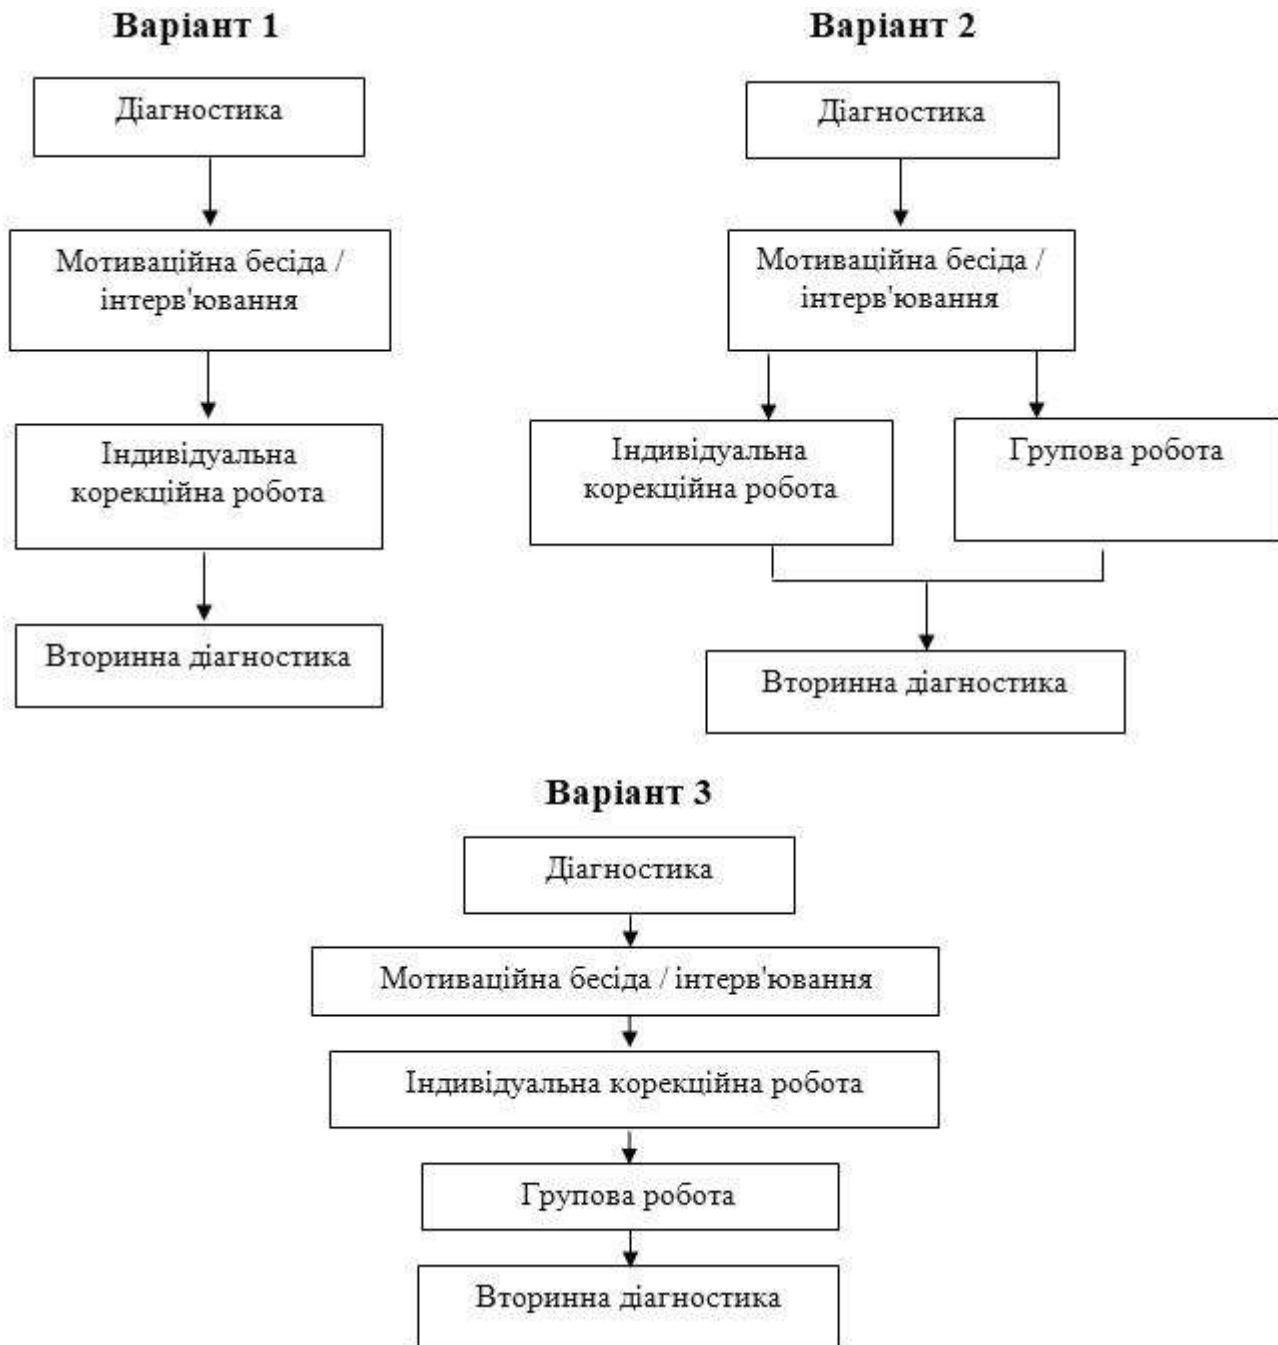 Варіант 1
Діагностика
Мотиваційна бесіда /
інтерв'ювання
Індивідуальна
корекційна робота
Вторинна діагностика
Варіант 2
Діагностика
Мотиваційна бесіда /
інтерв'ювання
Індивідуальна
корекційна робота
Групова робота
Вторинна діагностика
Варіант 3
Діагностика
Мотиваційна бесіда / інтерв'ювання
Індивідуальна корекційна робота
Групова робота
Вторинна діагностика